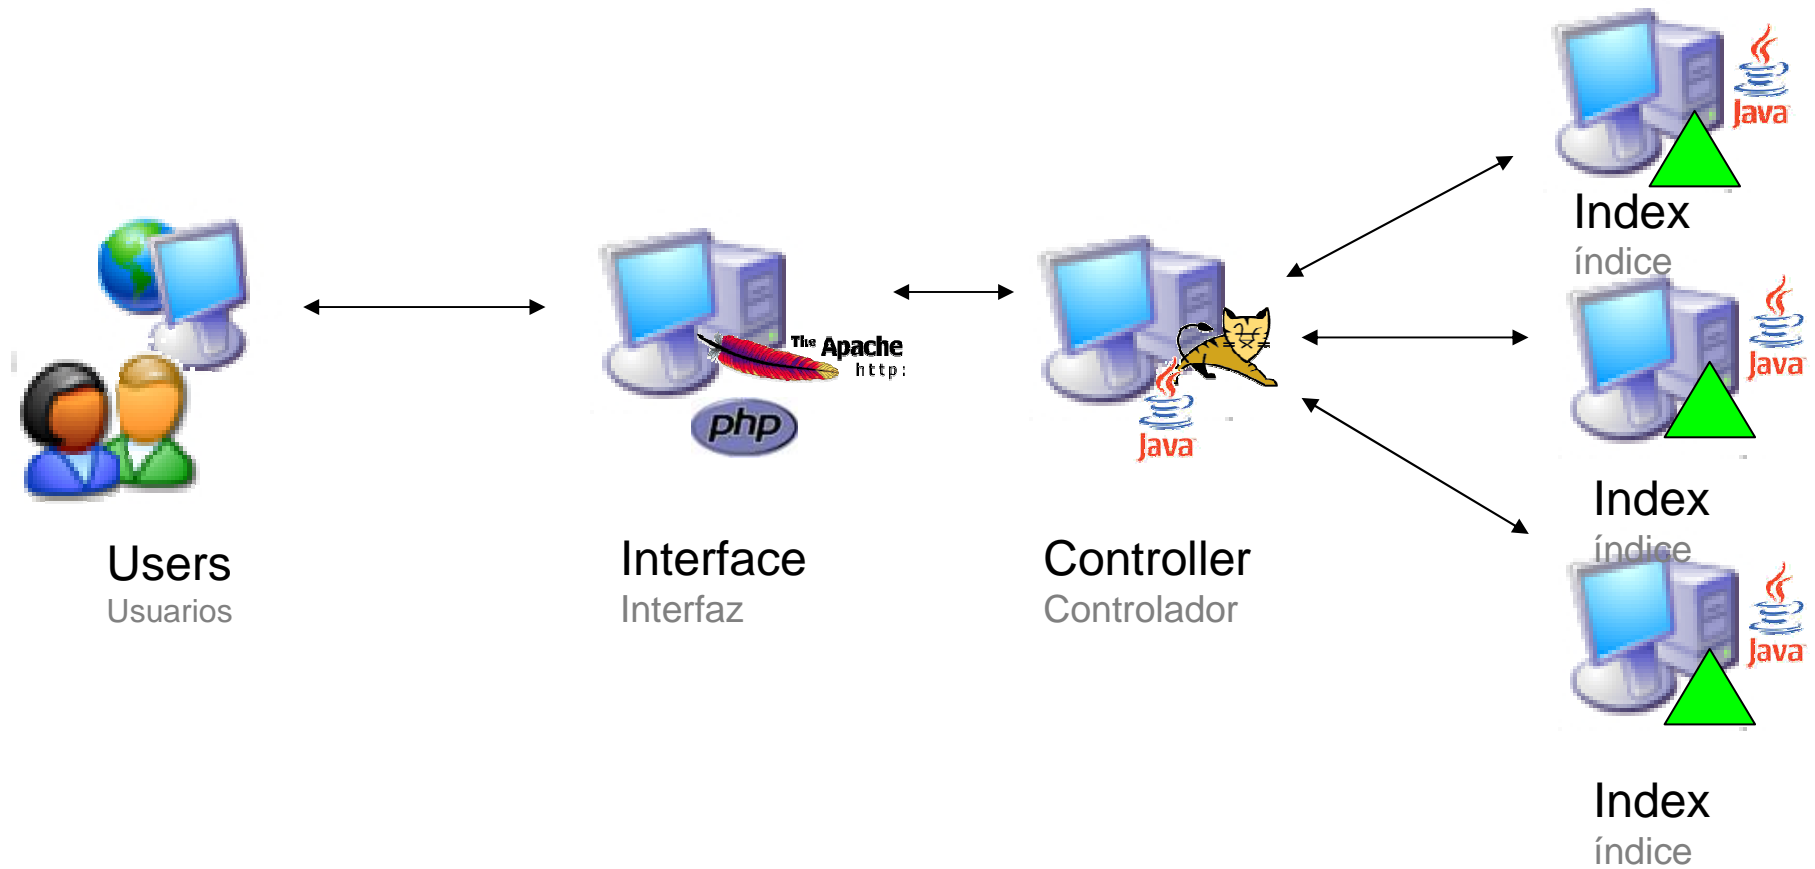 Java
Index
índice
The Apache
http:
php
Java
Java
Index
índice
Users
Usuarios
Interface
Interfaz
Controller
Controlador
Java
Index
índice